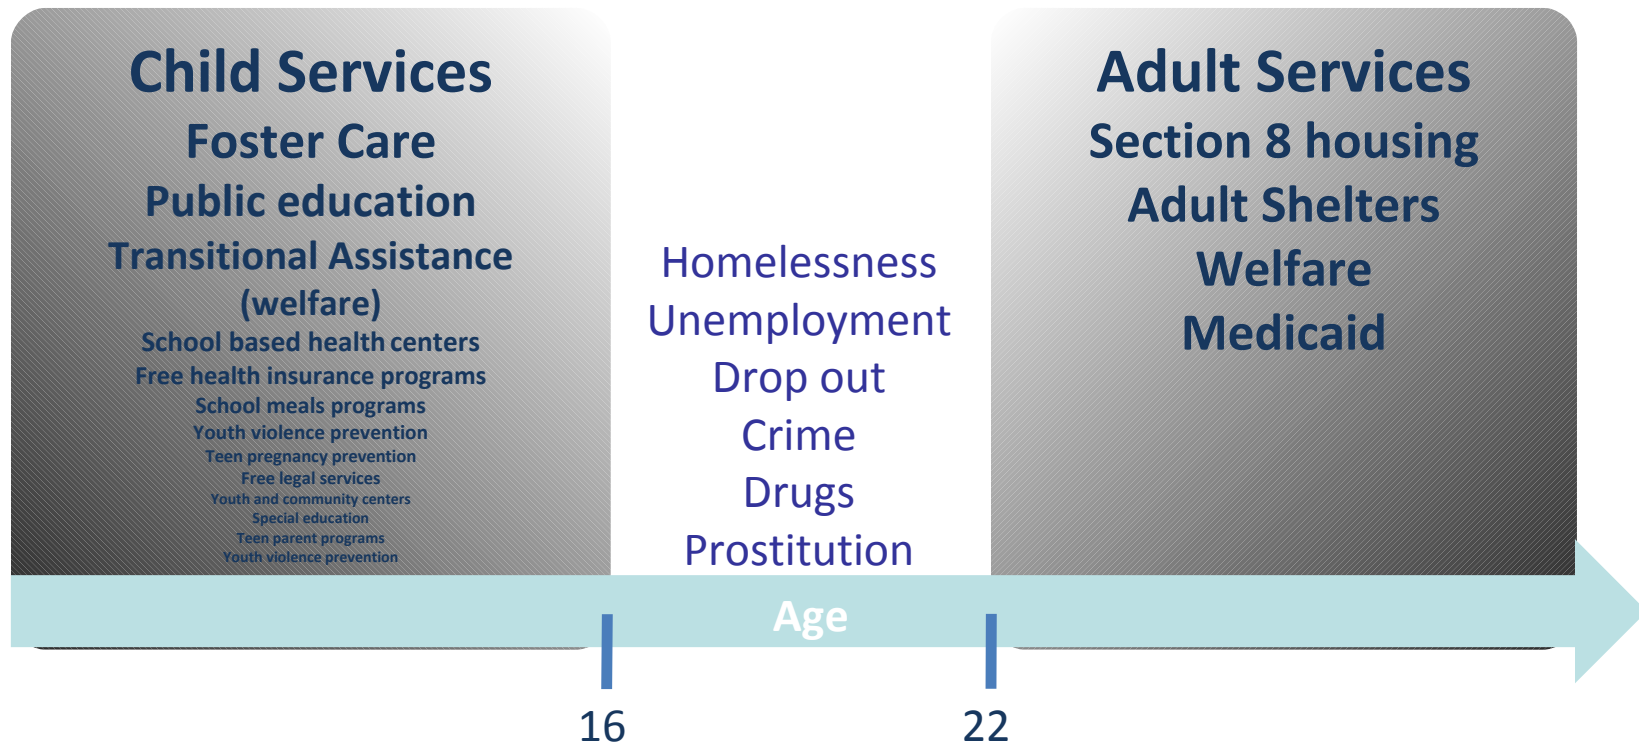 Child Services
Foster Care
Public education
Transitional Assistance
(welfare)
School based health centers
Free health insurance programs
School meals programs
Youth violence prevention
Teen pregnancy prevention
Free legal services
Youth and community centers
Special education
Teen parent programs
Youth violence prevention
Homelessness
Unemployment
Drop out
Crime
Drugs
Prostitution
Adult Services
Section 8 housing
Adult Shelters
Welfare
Medicaid
Age
16
22